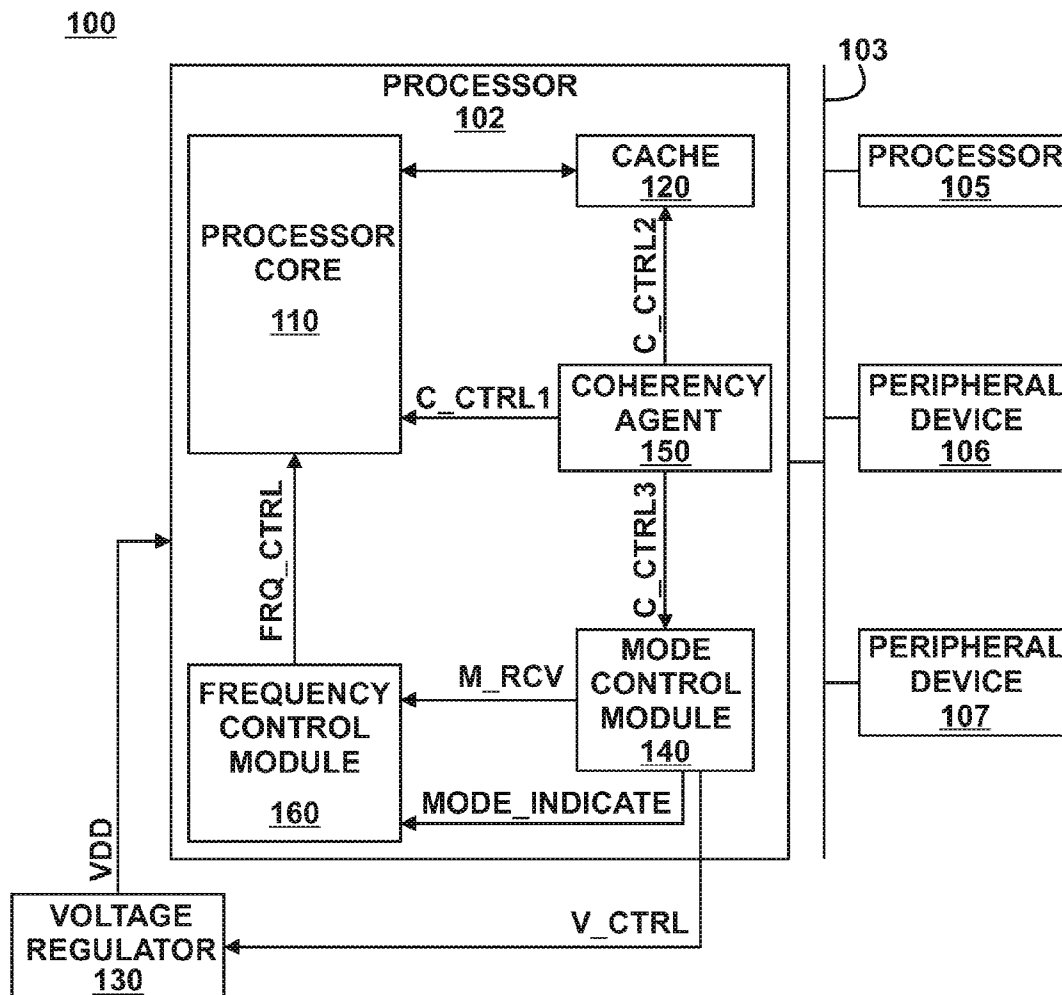 100
103
PROCESSOR
102
PROCESSOR
CORE
110
CACHE
120
C_CTRL2
C_CTRL1
COHERENCY
AGENT
150
C_CTRL3
FRQ_CTRL
FREQUENCY
CONTROL
MODULE
160
M_RCV
MODE
CONTROL
MODULE
140
MODE_INDICATE
PROCESSOR
105
PERIPHERAL
DEVICE
106
PERIPHERAL
DEVICE
107
VDD
VOLTAGE
REGULATOR
130
V_CTRL